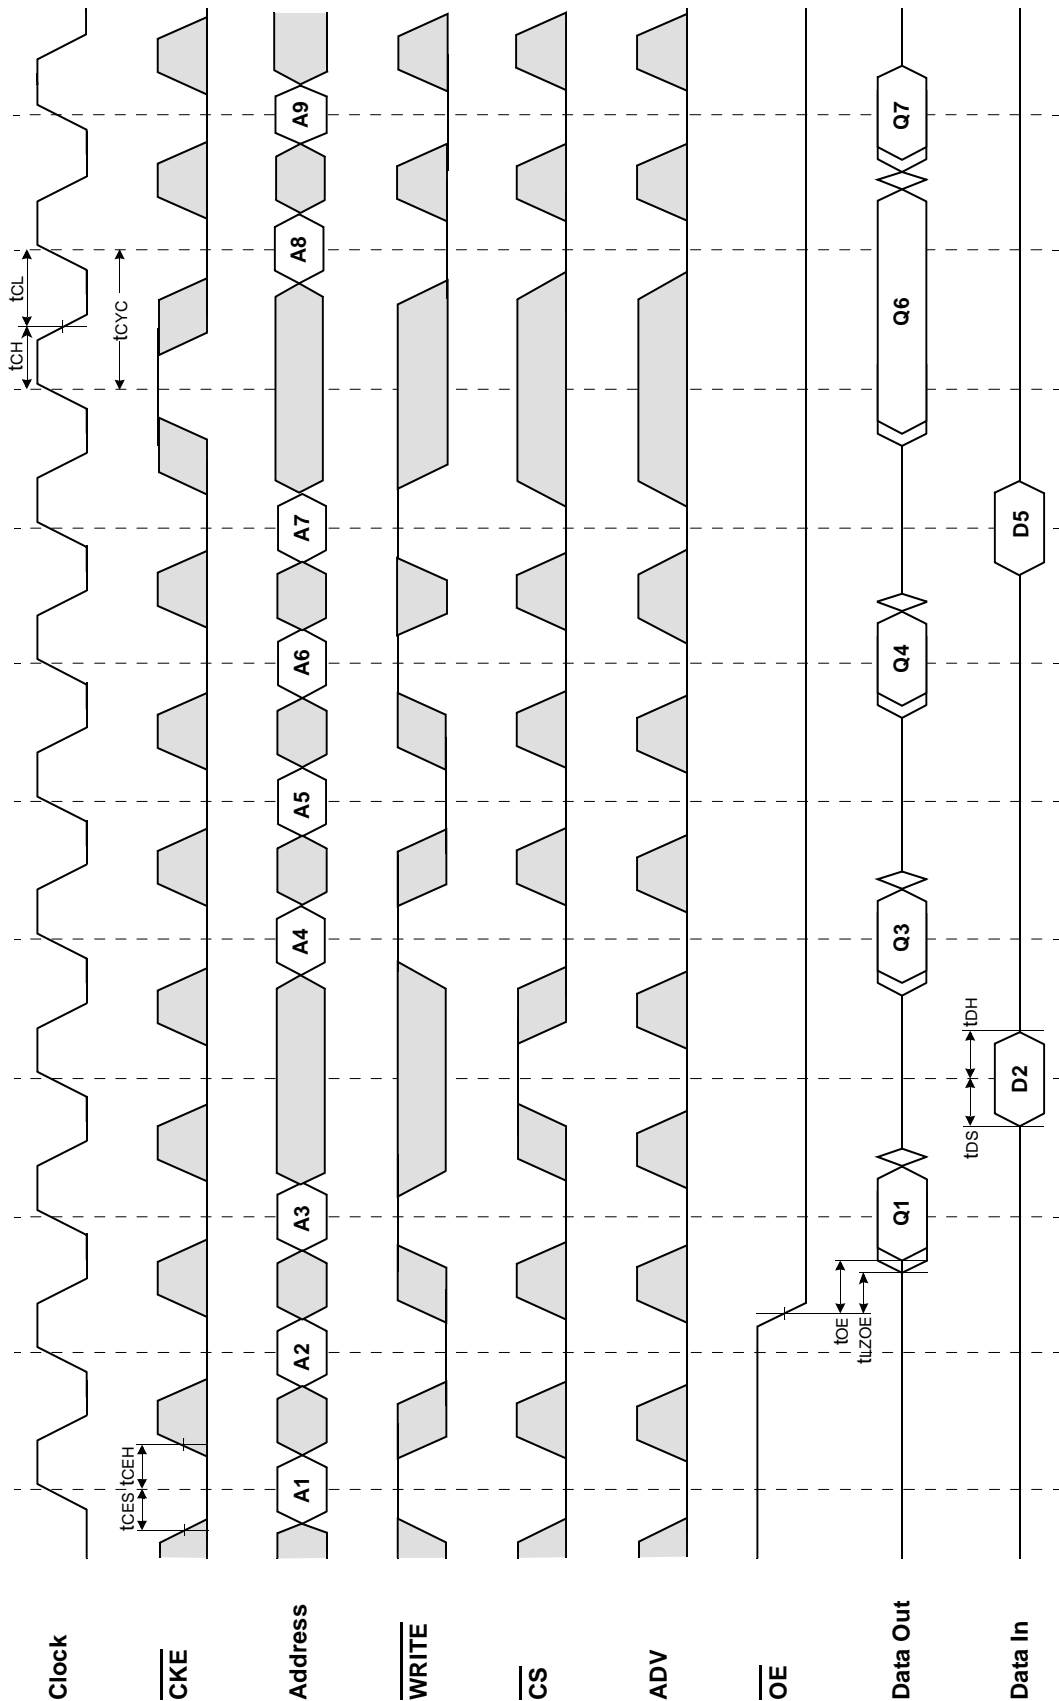 Clock
tCH
tCL
tCYC
CKE
tCES
tCEH
Address
A1
A2
A3
A4
A5
A6
A7
A8
A9
WRITE
CS
ADV
OE
tOE
tLZOE
Data Out
Q1
Q3
Q4
Q6
Q7
Data In
tDS
tDH
D2
D5